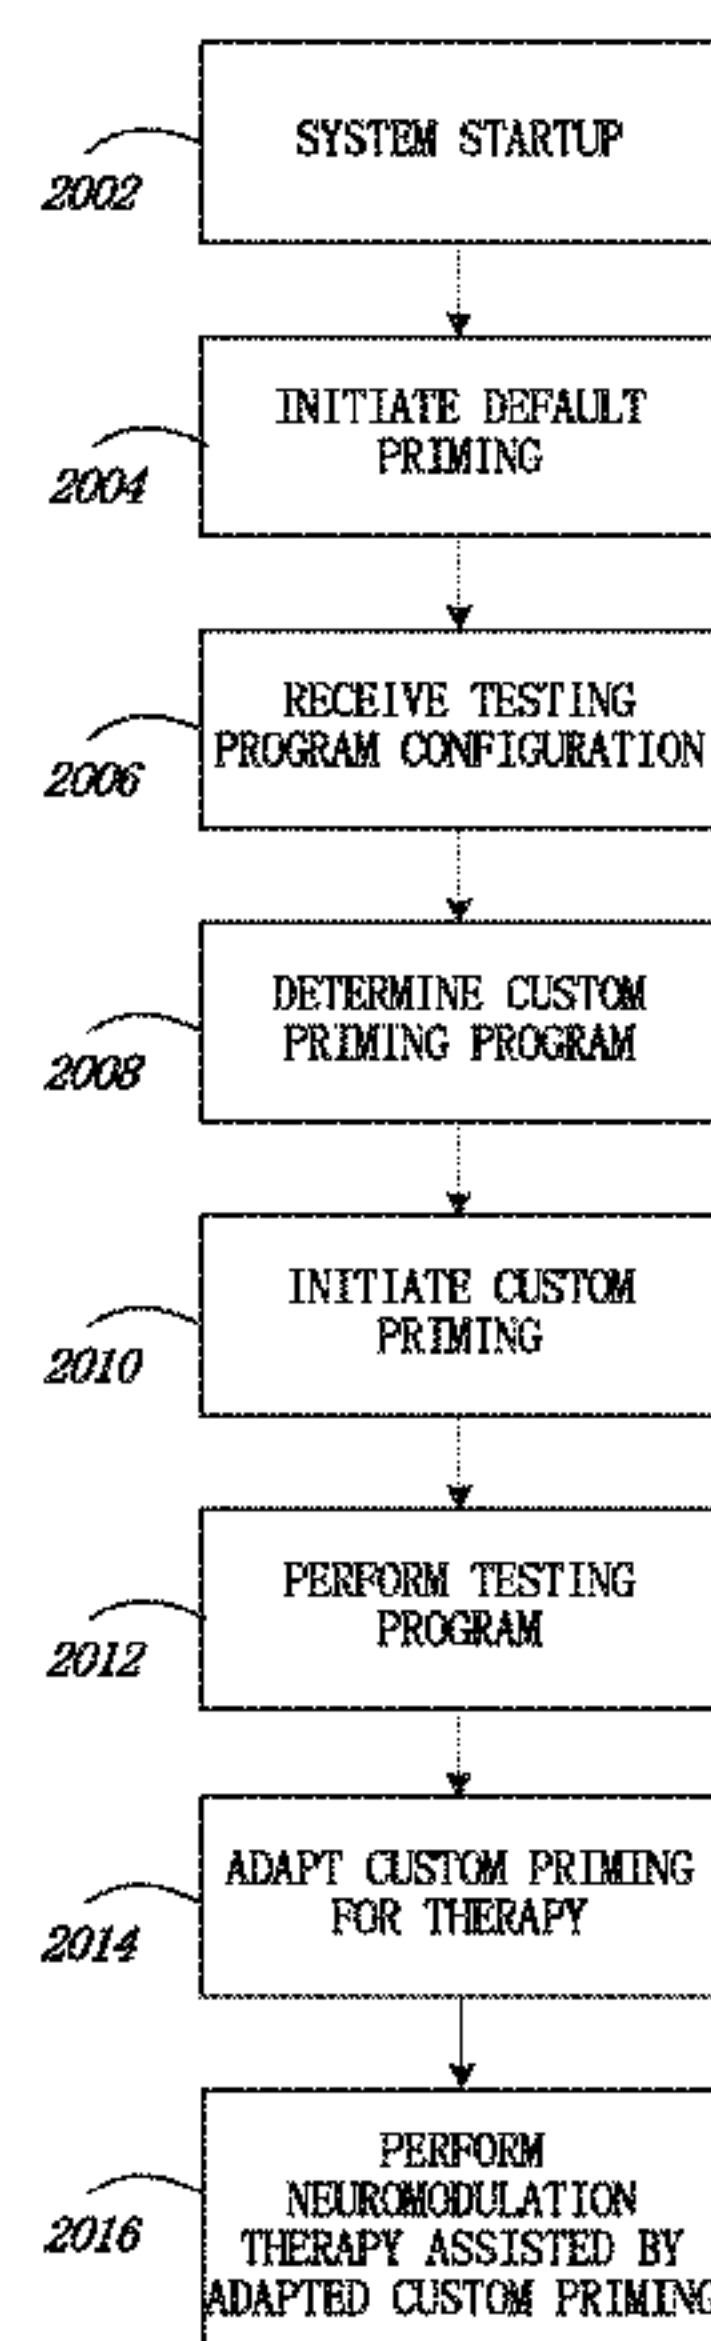 SYSTEM STARTUP
2002
INITIATE DEFAULT
PRIMING
2004
RECEIVE TESTING
PROGRAM CONFIGURATION
2006
DETERMINE CUSTOM
PRIMING PROGRAM
2008
INITIATE CUSTOM
PRIMING
2010
PERFORM TESTING
PROGRAM
2012
ADAPT CUSTOM PRIMING
FOR THERAPY
2014
PERFORM
NEUROMODULATION
THERAPY ASSISTED BY
ADAPTED CUSTOM PRIMING
2016